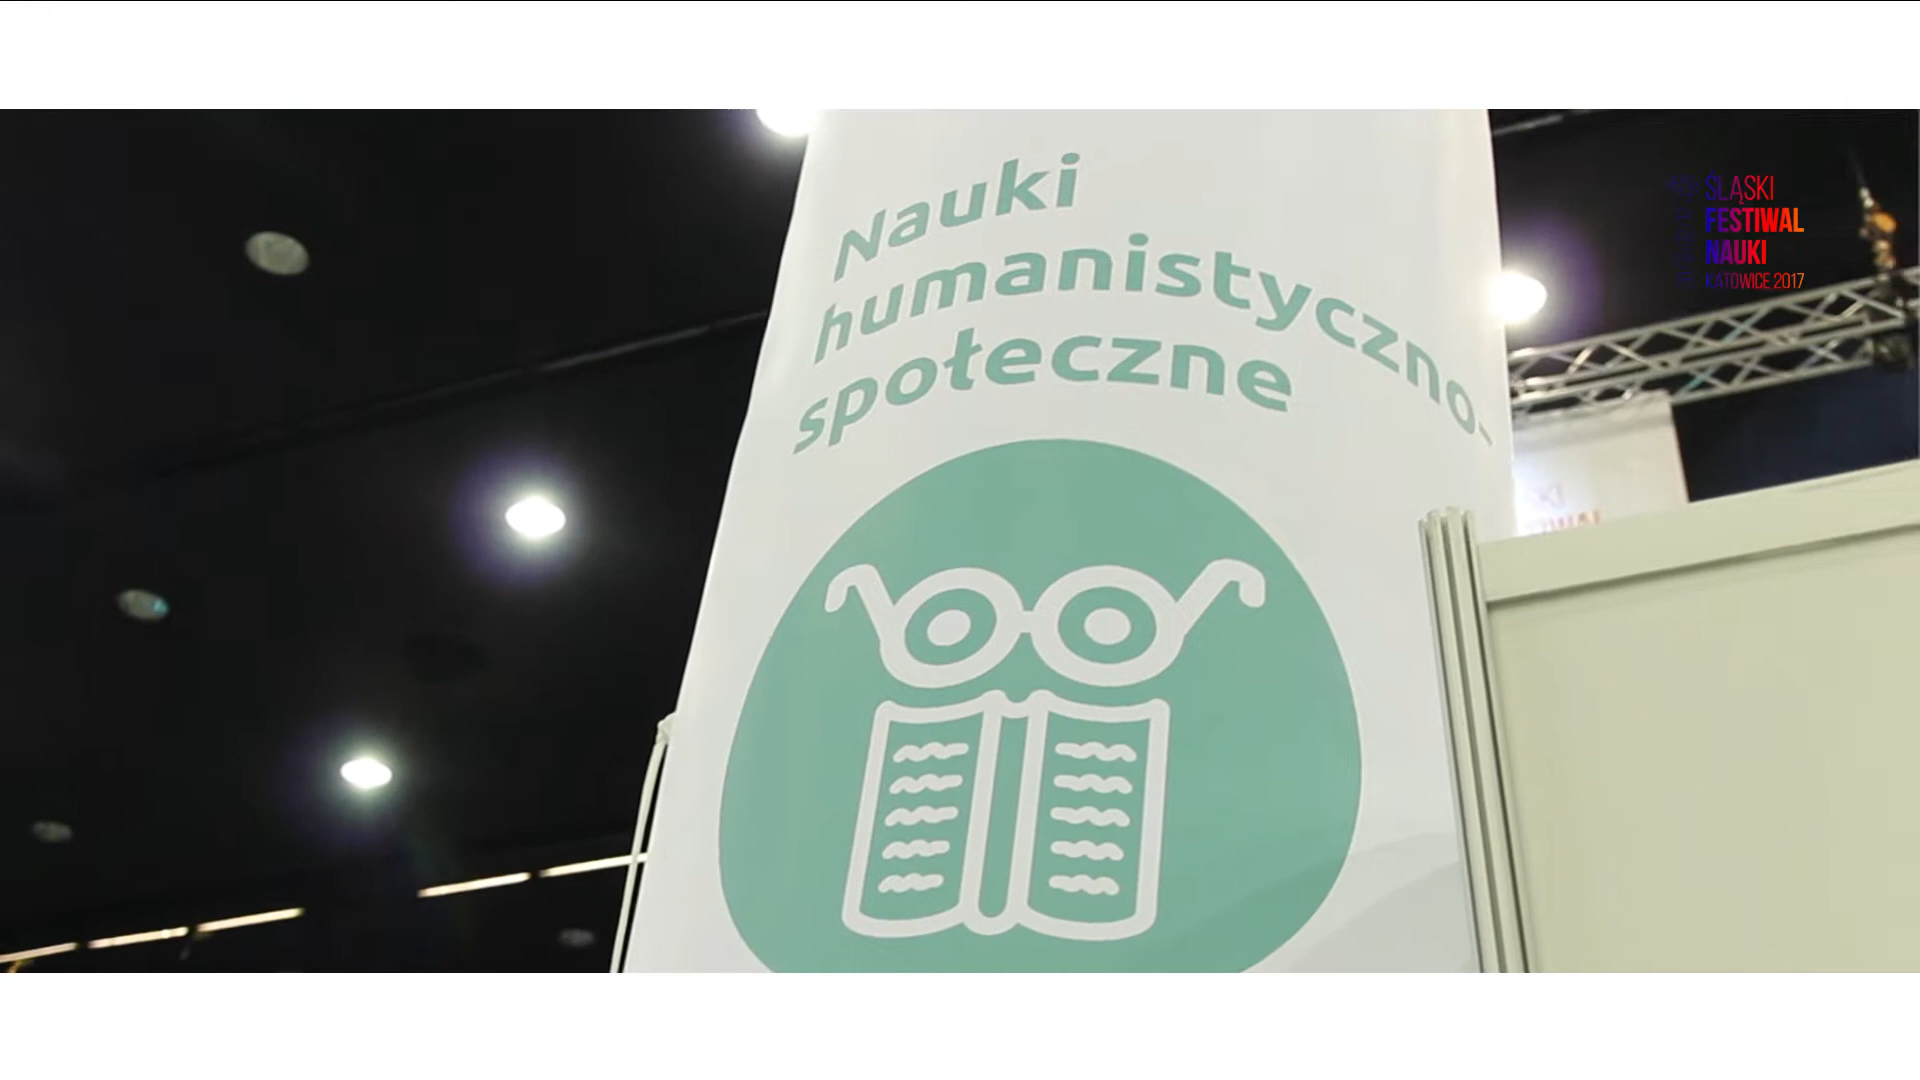 Nauki
humanistyczno-
społeczne
ŚLĄSKI
FESTIWAL
NAUKI
KATOWICE 2017